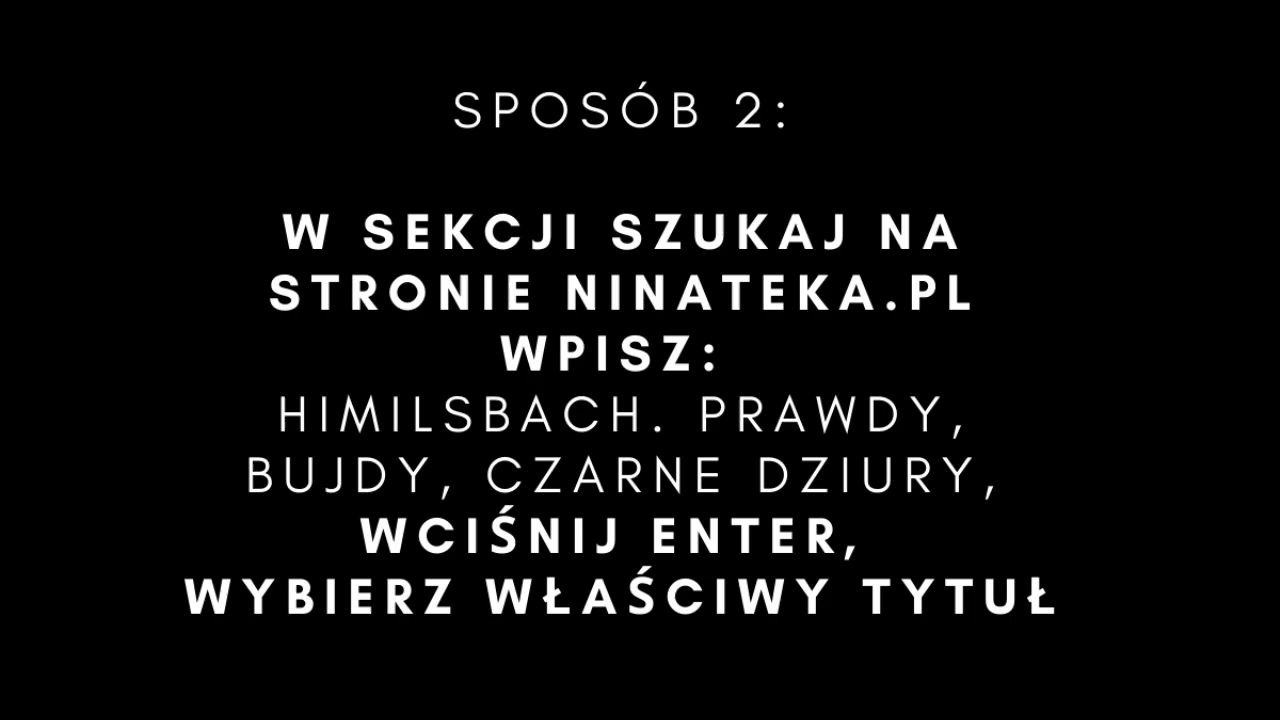 SPOSÓB 2:
W SEKCJI SZUKAJ NA
STRONIE NINATEKA.PL
WPISZ:
HIMILSBACH. PRAWDY,
BUJDY, CZARNE DZIURY,
WCIŚNIJ ENTER,
WYBIERZ WŁAŚCIWY TYTUŁ